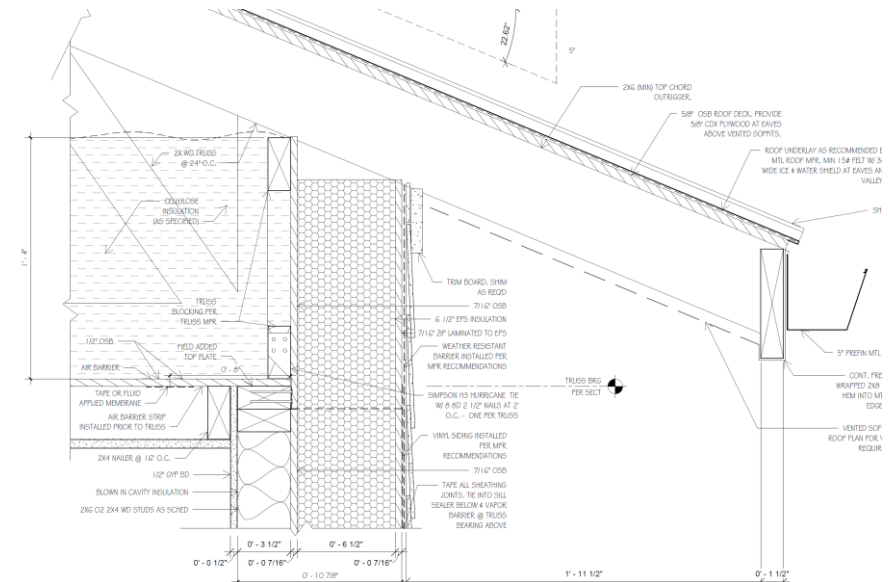 22.62°
5"
2X6 (MIN) TOP CHORD
OUTRIGGER.
5/8" OSB ROOF DECK. PROVIDE
5/8" CDX PLYWOOD AT EAVES
ABOVE VENTED SOFFITS.
ROOF UNDERLAY AS RECOMMENDED B
MTL ROOF MFR. MIN 15# FELT W/ 3
WIDE ICE & WATER SHIELD AT EAVES AN
VALLEY
SH
2X WD TRUSS
@ 24" O.C.
CELLULOSE
INSULATION
(AS SPECIFIED)
1' - 4"
TRUSS
BLOCKING PER
TRUSS MFR.
1/2" OSB
FIELD ADDED
TOP PLATE
AIR BARRIER
0' - 8"
TAPE OR FLUID
APPLIED MEMBRANE
AIR BARRIER STRIP
INSTALLED PRIOR TO TRUSS
2X4 NAILER @ 16" O.C.
1/2" GYP BD
BLOWN IN CAVITY INSULATION
2X6 O2 2X4 WD STUDS AS SCHED
TRIM BOARD. SHIM
AS REQ'D
7/16" OSB
6 1/2" EPS INSULATION
7/16" ZIP LAMINATED TO EPS
WEATHER RESISTANT
BARRIER INSTALLED PER
MFR RECOMMENDATIONS
SIMPSON H3 HURRICANE TIE
W/ 8 8D 2 1/2" NAILS AT 2'
O.C. - ONE PER TRUSS
VINYL SIDING INSTALLED
PER MFR
RECOMMENDATIONS
7/16" OSB
TAPE ALL SHEATHING
JOINTS. TIE INTO SILL
SEALER BELOW & VAPOR
BARRIER @ TRUSS
BEARING ABOVE
TRUSS BRG
PER SECT
5" PREFIN MTL
CONT. PRE
WRAPPED 2X8
HEM INTO MT
EDGE
VENTED SOF
ROOF PLAN FOR V
REQUIR
0' - 3 1/2"
0' - 6 1/2"
0' - 0 1/2"
0' - 0 7/16"
0' - 0 7/16"
0' - 10 7/8"
1' - 11 1/2"
0' - 1 1/2"